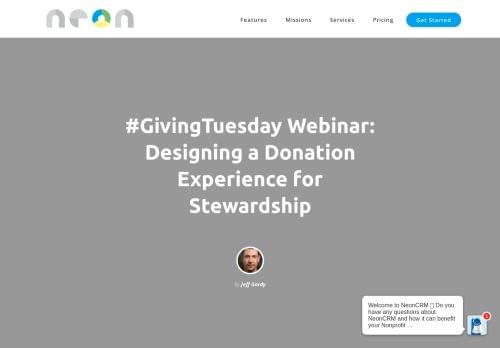 neon
Features Missions Services Pricing Get Started
#GivingTuesday Webinar:
Designing a Donation
Experience for
Stewardship
by Jeff Gordy
Welcome to NeonCRM ▯ Do you
have any questions about
NeonCRM and how it can benefit
your Nonprofit ...
1